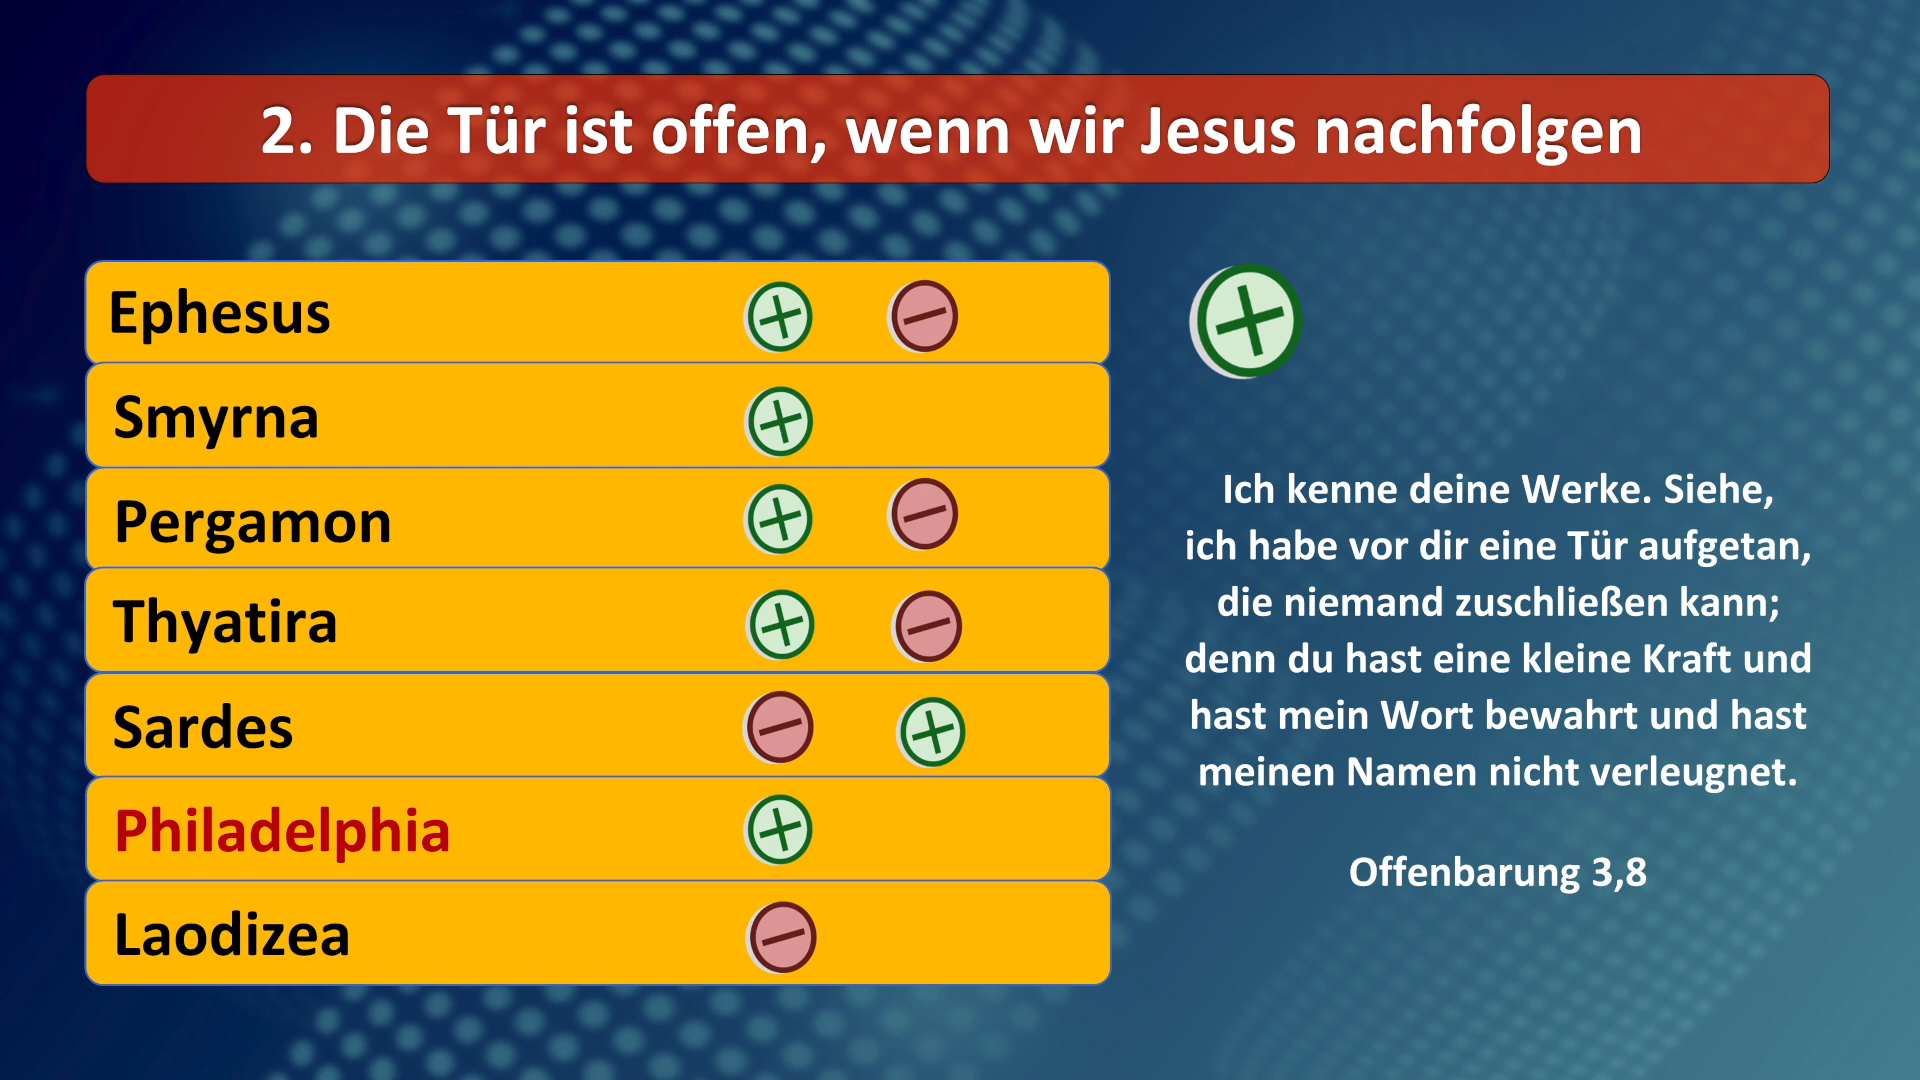 2. Die Tür ist offen, wenn wir Jesus nachfolgen
Ephesus
Smyrna
Pergamon
Thyatira
Sardes
Philadelphia
Laodizea
Ich kenne deine Werke. Siehe,
ich habe vor dir eine Tür aufgetan,
die niemand zuschließen kann;
denn du hast eine kleine Kraft und
hast mein Wort bewahrt und hast
meinen Namen nicht verleugnet.
Offenbarung 3,8